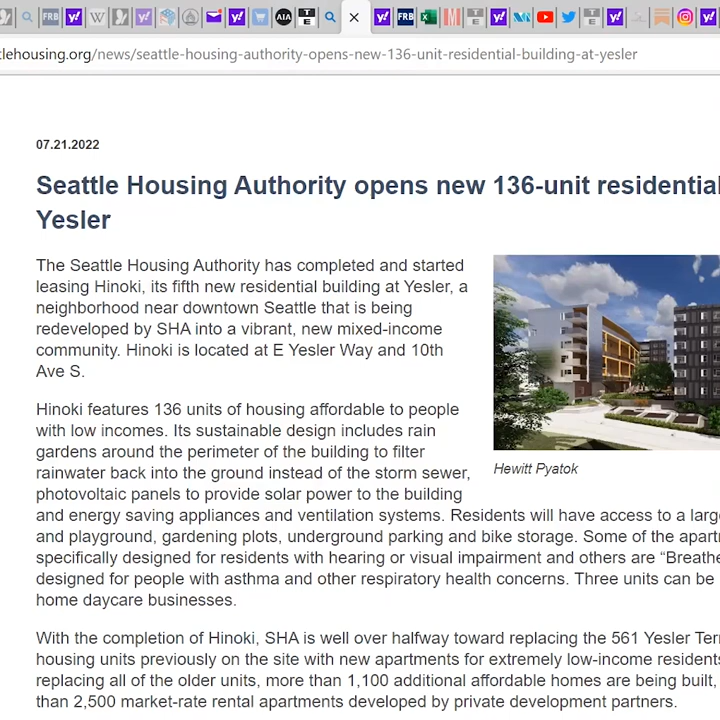 FRB
W
AIA
T
E
FRB
M
T
E
T
E
tlehousing.org/news/seattle-housing-authority-opens-new-136-unit-residential-building-at-yesler
07.21.2022
Seattle Housing Authority opens new 136-unit residential
Yesler
The Seattle Housing Authority has completed and started
leasing Hinoki, its fifth new residential building at Yesler, a
neighborhood near downtown Seattle that is being
redeveloped by SHA into a vibrant, new mixed-income
community. Hinoki is located at E Yesler Way and 10th
Ave S.
Hinoki features 136 units of housing affordable to people
with low incomes. Its sustainable design includes rain
gardens around the perimeter of the building to filter
rainwater back into the ground instead of the storm sewer,
photovoltaic panels to provide solar power to the building
Hewitt Pyatok
and energy saving appliances and ventilation systems. Residents will have access to a larg
and playground, gardening plots, underground parking and bike storage. Some of the apart
specifically designed for residents with hearing or visual impairment and others are “Breathe
designed for people with asthma and other respiratory health concerns. Three units can be
home daycare businesses.
With the completion of Hinoki, SHA is well over halfway toward replacing the 561 Yesler Ter
housing units previously on the site with new apartments for extremely low-income residents
replacing all of the older units, more than 1,100 additional affordable homes are being built,
than 2,500 market-rate rental apartments developed by private development partners.